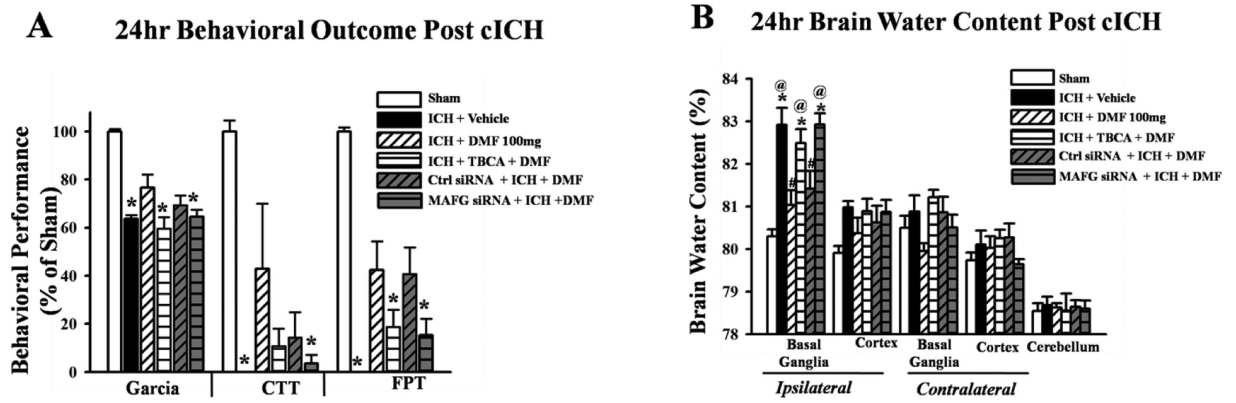 A
24hr Behavioral Outcome Post cICH
Behavioral Performance
(% of Sham)
100
80
60
40
20
0
Sham
ICH + Vehicle
ICH + DMF 100mg
ICH + TBCA + DMF
Ctrl siRNA + ICH + DMF
MAFG siRNA + ICH +DMF
* * *
* *
* * *
Garcia CTT FPT
B
24hr Brain Water Content Post cICH
Brain Water Content (%)
84
83
82
81
80
79
78
Sham
ICH + Vehicle
ICH + DMF 100mg
ICH + TBCA + DMF
Ctrl siRNA + ICH + DMF
MAFG siRNA + ICH + DMF
@ @ @
* * *
# #
Basal Ganglia
Cortex
Basal Ganglia
Cortex
Cerebellum
Ipsilateral
Contralateral